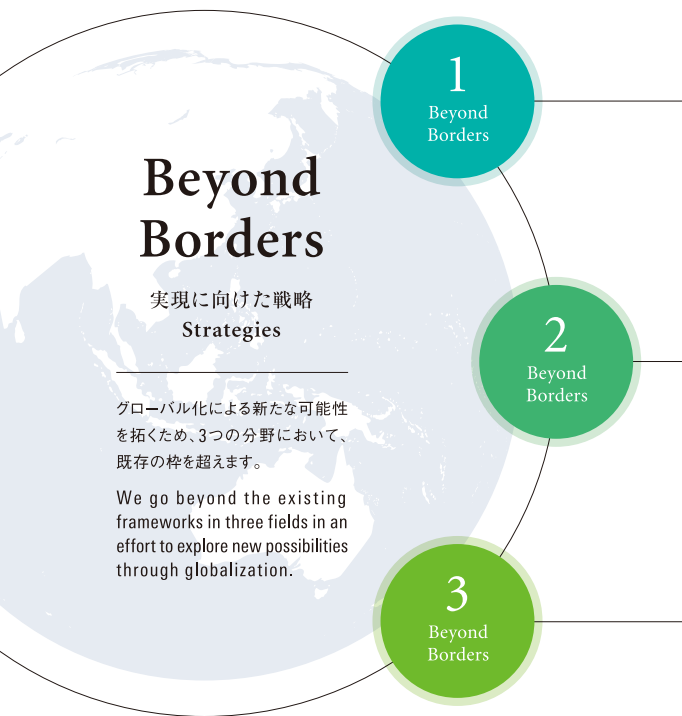 Beyond
Borders
実現に向けた戦略
Strategies
グローバル化による新たな可能性
を拓くため、3つの分野において、
既存の枠を超えます。
We go beyond the existing
frameworks in three fields in an
effort to explore new possibilities
through globalization.
1
Beyond
Borders
2
Beyond
Borders
3
Beyond
Borders